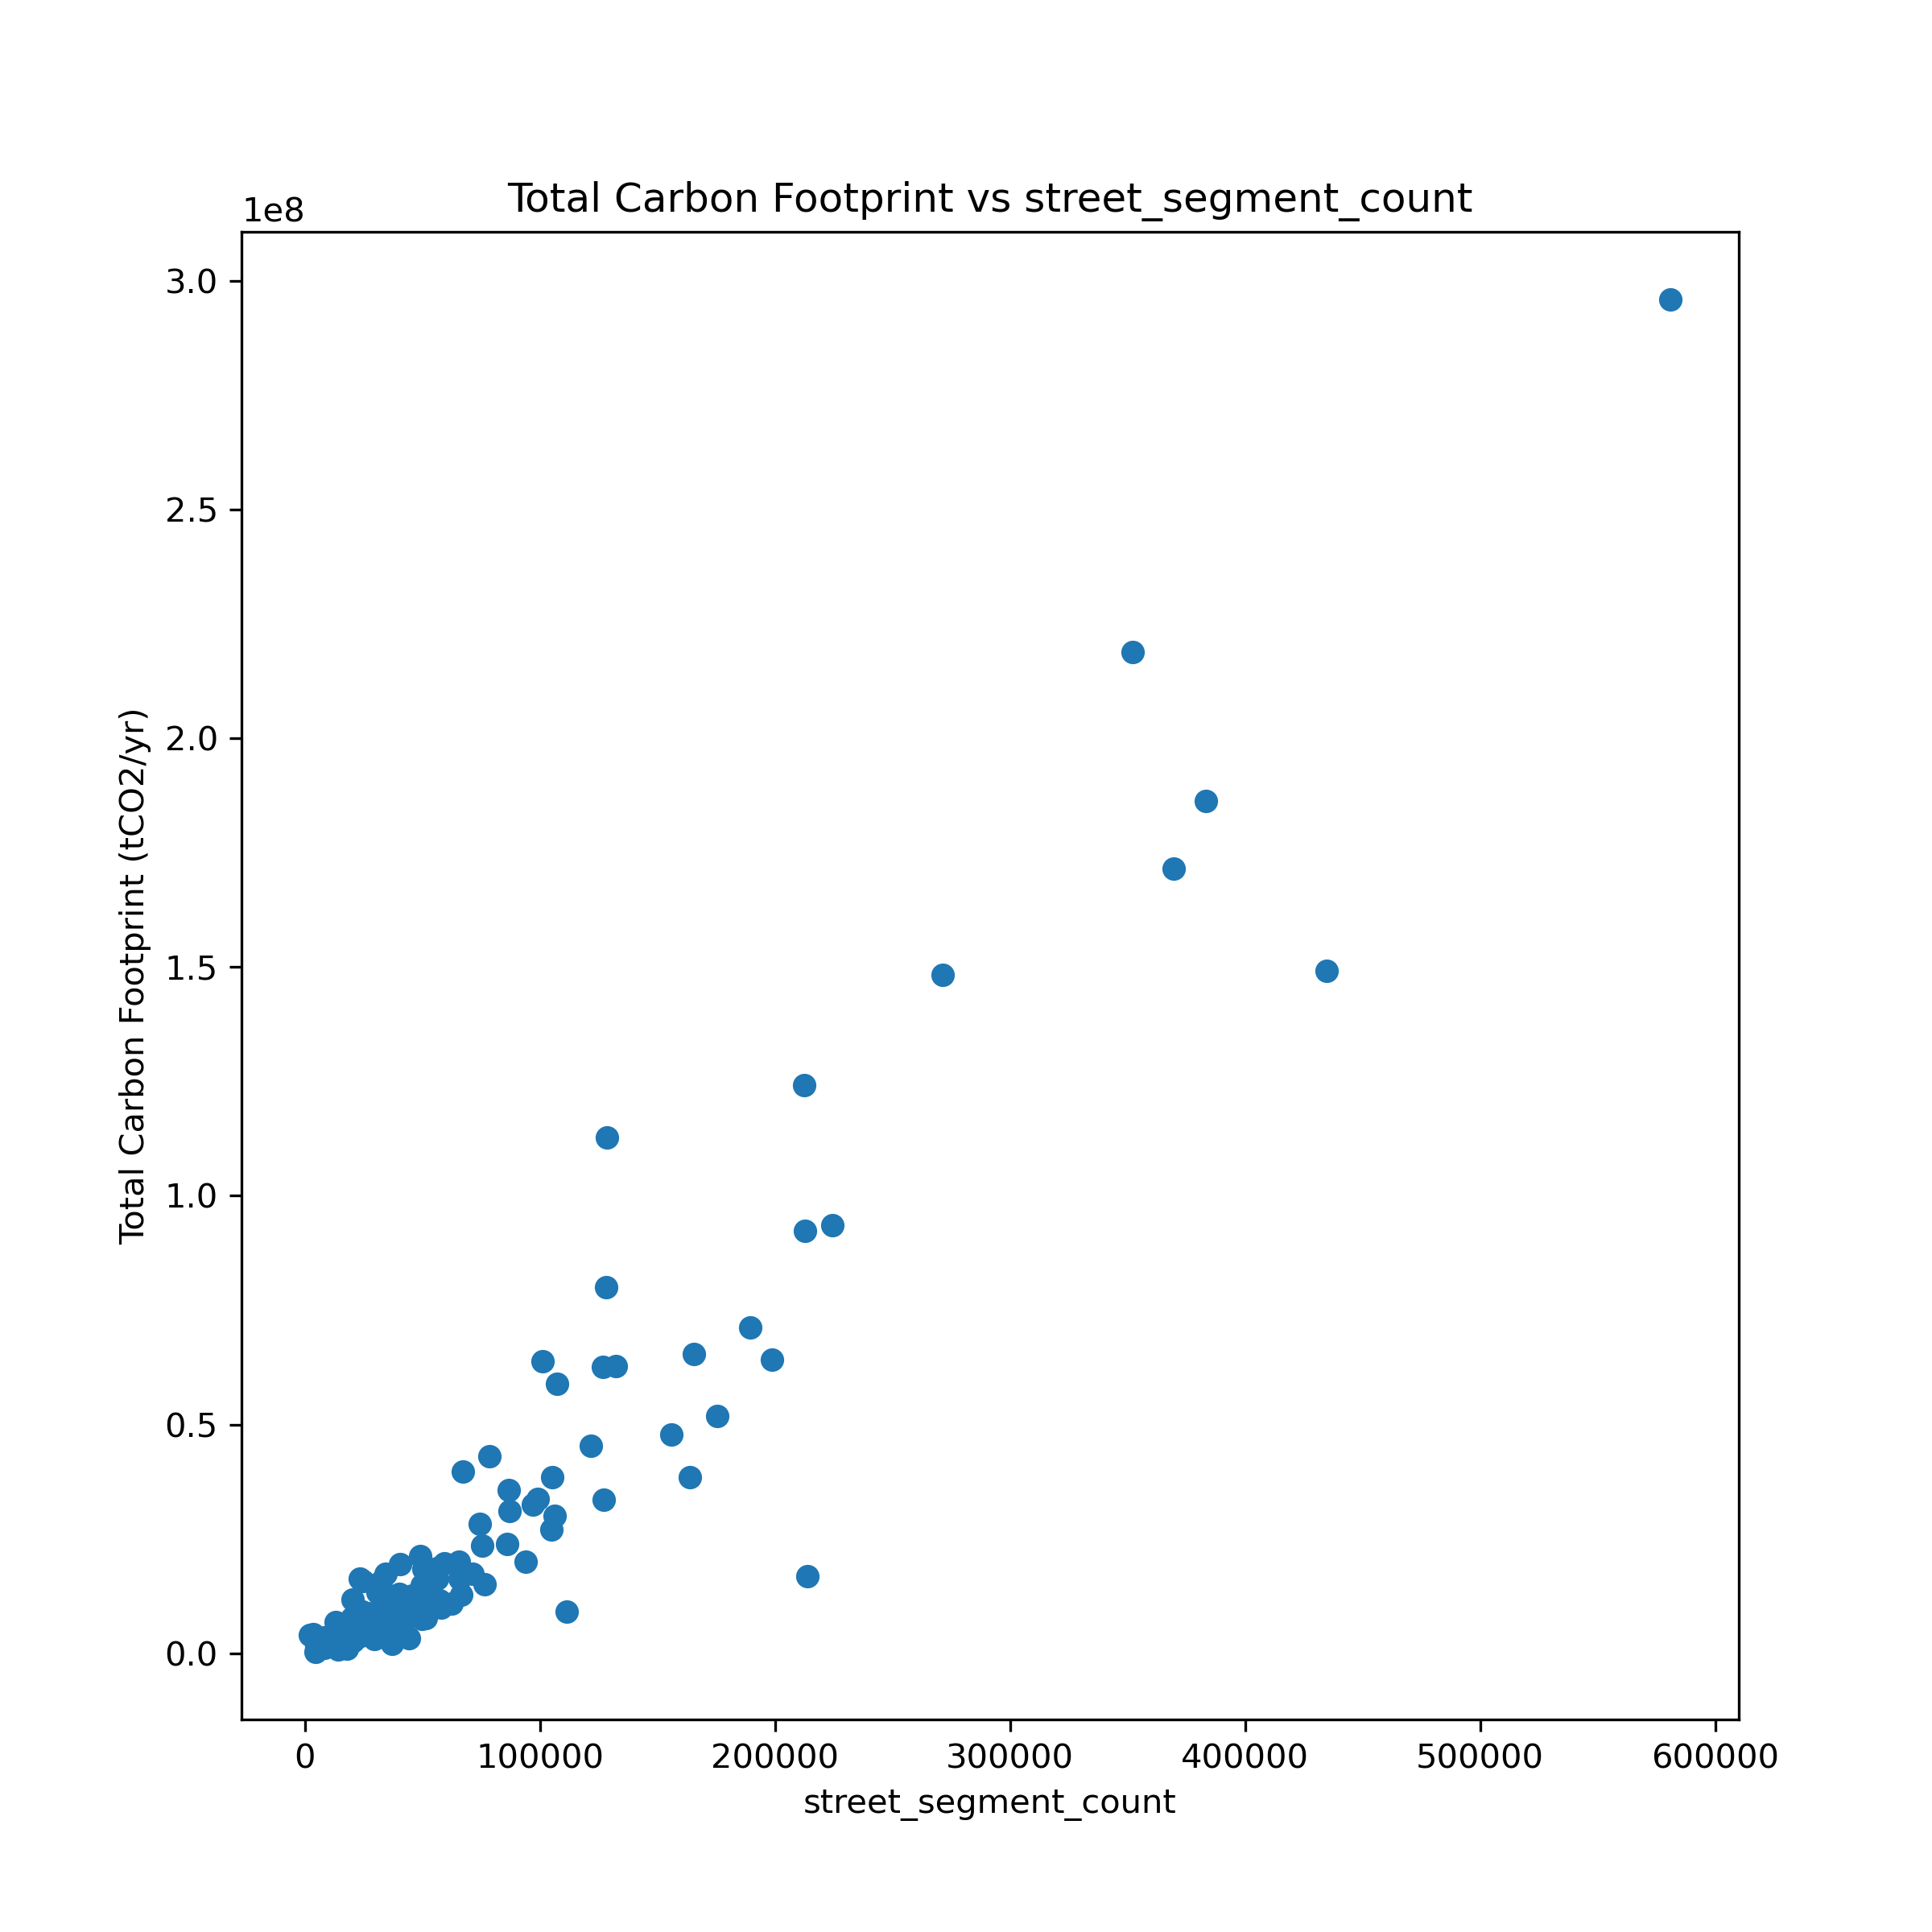 Total Carbon Footprint vs street_segment_count
1e8
3.0
2.5
2.0
1.5
1.0
0.5
0.0
Total Carbon Footprint (tCO2/yr)
0 100000 200000 300000 400000 500000 600000
street_segment_count